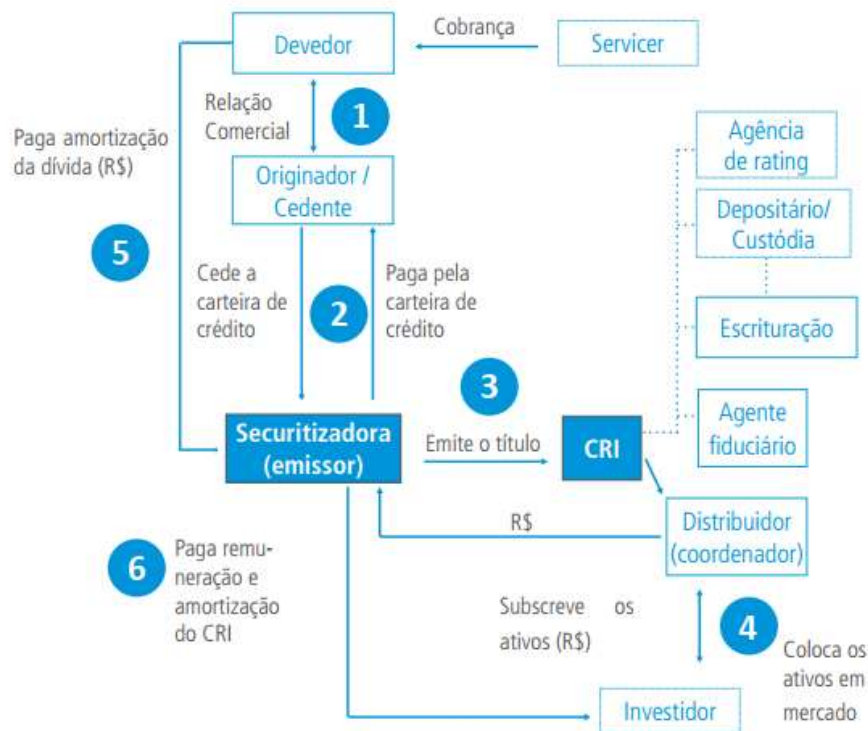 Devedor
Cobrança
Servicer
Relação
Comercial
1
Paga amortização
da dívida (R$)
Agência
de rating
Originador /
Cedente
Depositário/
Custódia
5
Cede a
carteira de
crédito
2
Paga pela
carteira de
crédito
Escrituração
3
Securitizadora
(emissor)
Emite o título
CRI
Agente
fiduciário
R$
Distribuidor
(coordenador)
6
Paga remu-
neração e
amortização
do CRI
Subscreve os
ativos (R$)
4
Coloca os
ativos em
mercado
Investidor